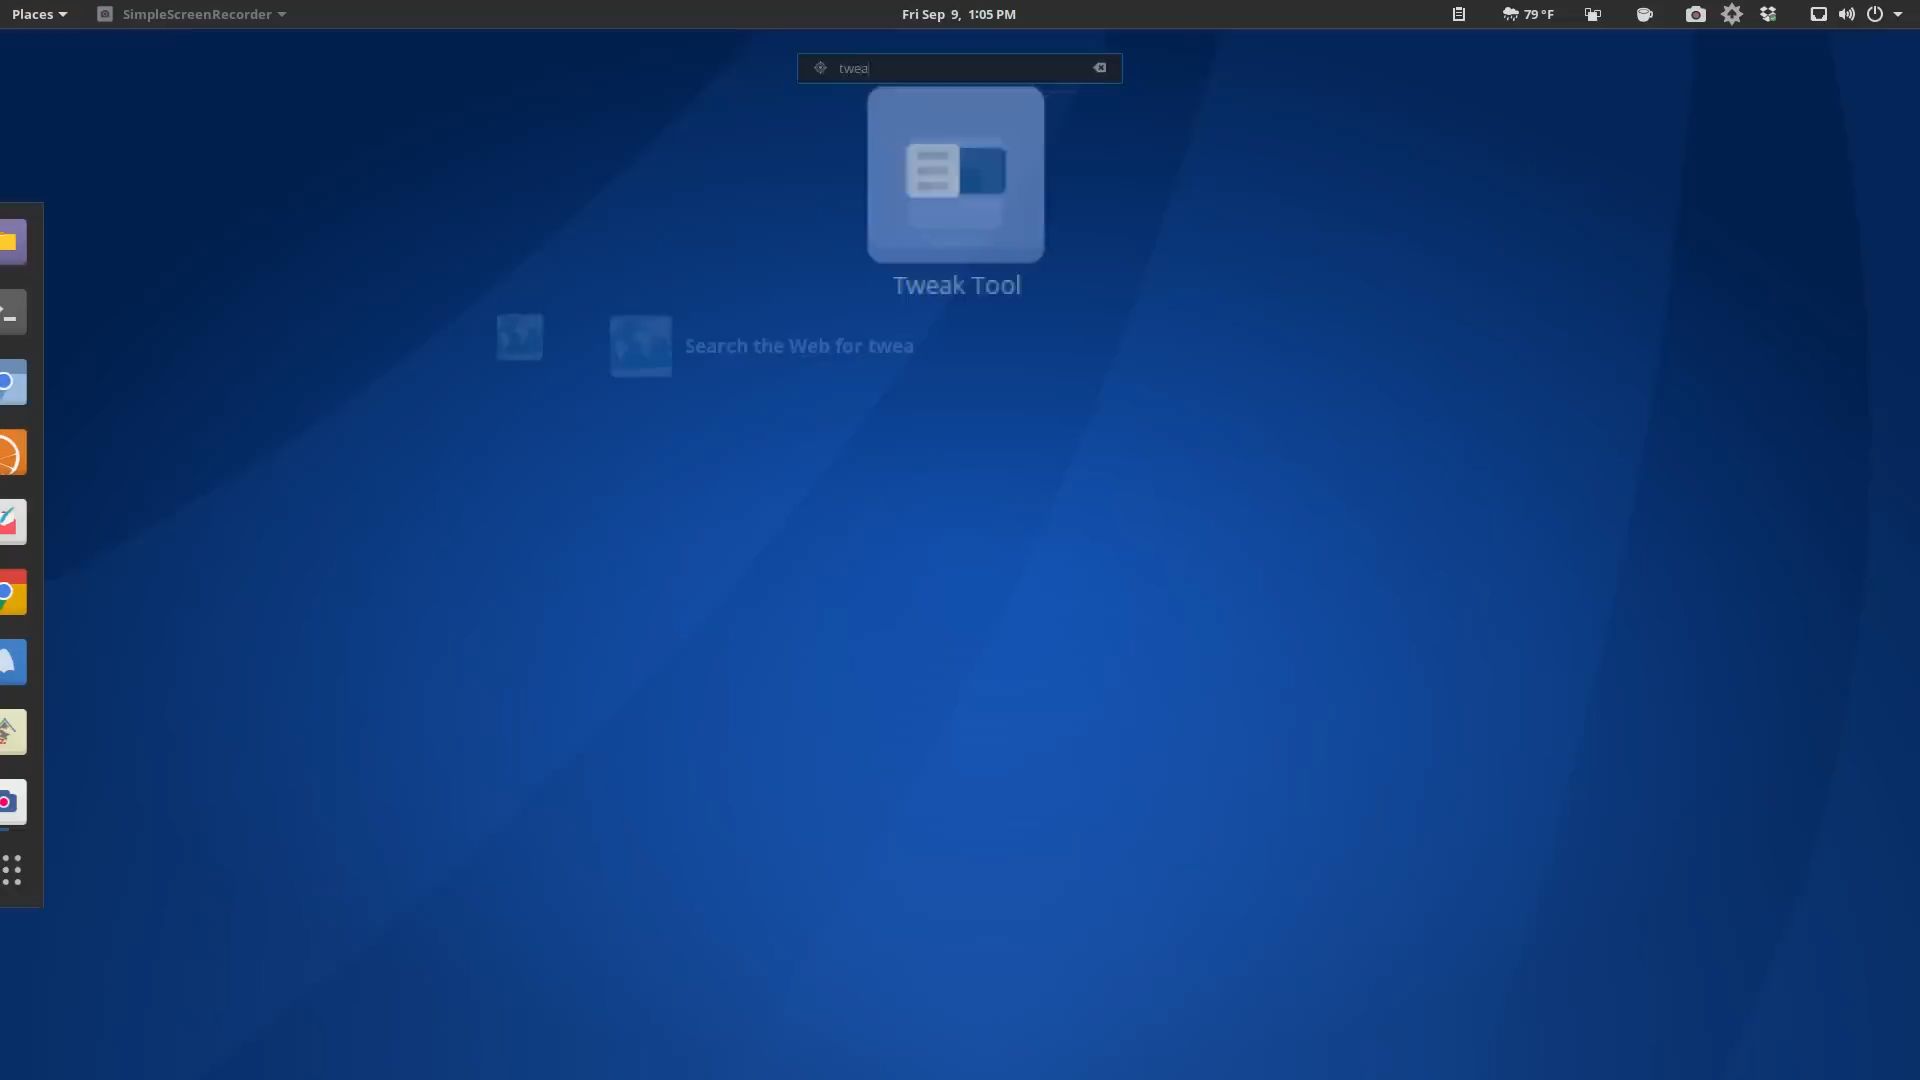 Places SimpleScreenRecorder Fri Sep 9, 1:05 PM 79 °F
twea
Tweak Tool
Search the Web for twea